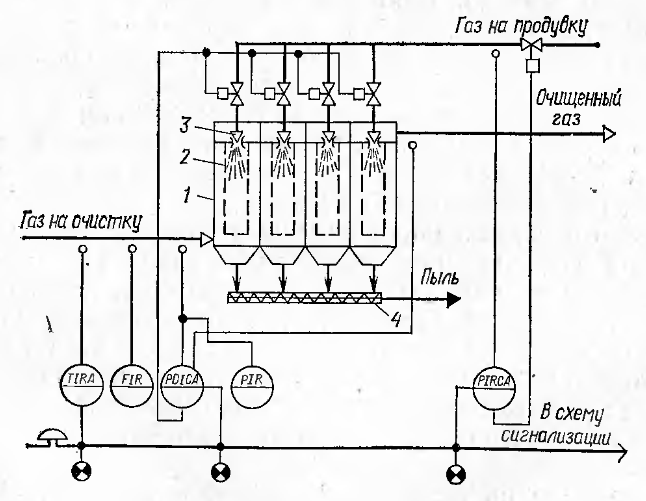 Газ на продувку
Очищенный
газ
3
2
1
Газ на очистку
Пыль
4
TIRA
FIR
PDICA
PIR
PIRCA
В схему
сигнализации